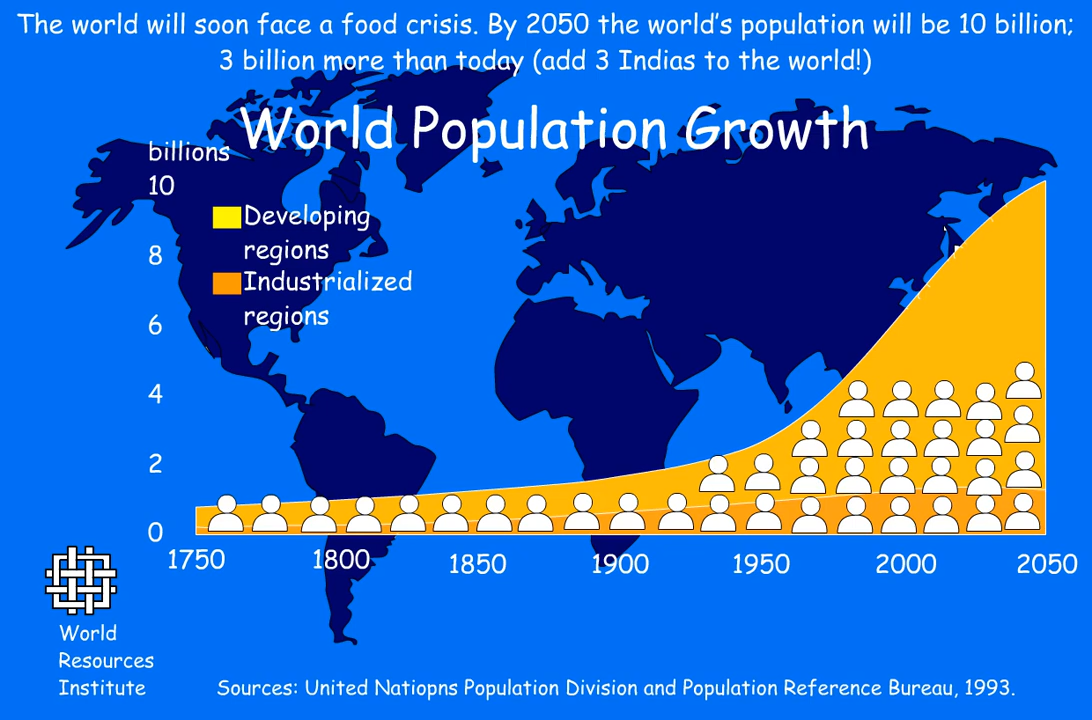 The world will soon face a food crisis. By 2050 the world's population will be 10 billion;
3 billion more than today (add 3 Indias to the world!)
World Population Growth
billions
10
Developing
regions
8
Industrialized
regions
6
4
2
0
1750 1800 1850 1900 1950 2000 2050
World
Resources
Institute
Sources: United Natiopns Population Division and Population Reference Bureau, 1993.